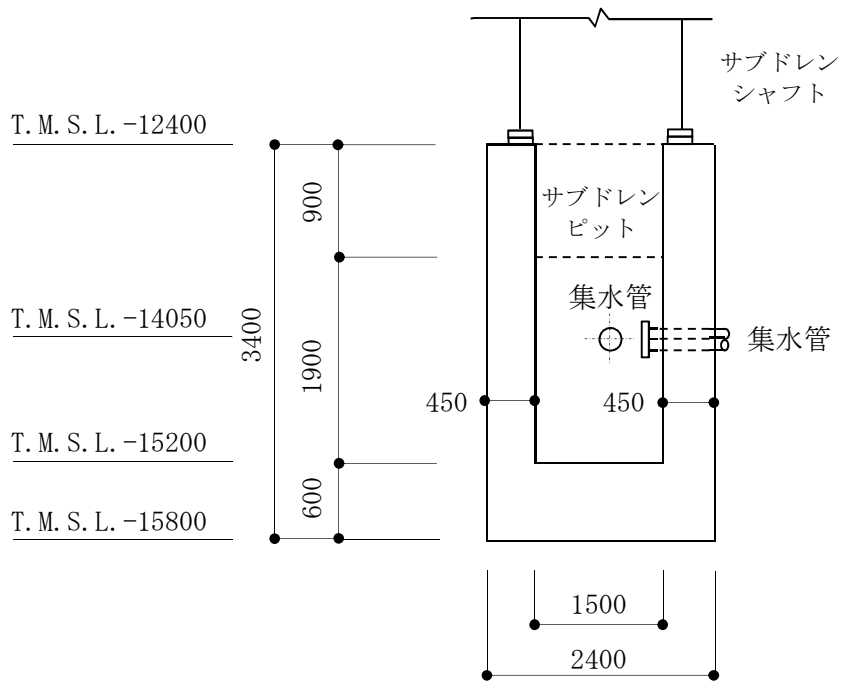 サブドレン
シャフト
T.M.S.L.-12400
900
サブドレン
ピット
集水管
T.M.S.L.-14050
3400
1900
集水管
450
450
T.M.S.L.-15200
600
T.M.S.L.-15800
1500
2400